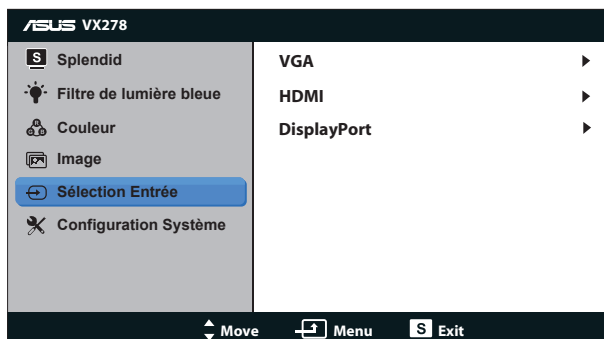 ASUS VX278
S Splendid
Filtre de lumière bleue
Couleur
Image
Sélection Entrée
Configuration Système
VGA
HDMI
DisplayPort
Move Menu S Exit